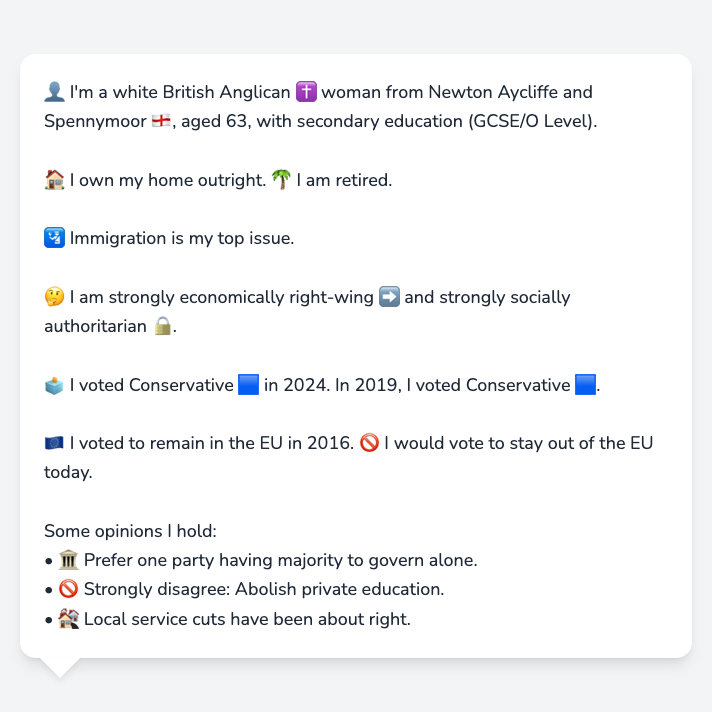 👤 I'm a white British Anglican ✝️ woman from Newton Aycliffe and
Spennymoor 🏴󠁧󠁢󠁥󠁮󠁧󠁿, aged 63, with secondary education (GCSE/O Level).
🏠 I own my home outright. 🌴 I am retired.
🛂 Immigration is my top issue.
🤔 I am strongly economically right-wing ➡️ and strongly socially
authoritarian 🔒.
🗳️ I voted Conservative 🟦 in 2024. In 2019, I voted Conservative 🟦.
🇪🇺 I voted to remain in the EU in 2016. 🚫 I would vote to stay out of the EU
today.
Some opinions I hold:
• 🏛️ Prefer one party having majority to govern alone.
• 🚫 Strongly disagree: Abolish private education.
• 🏚️ Local service cuts have been about right.